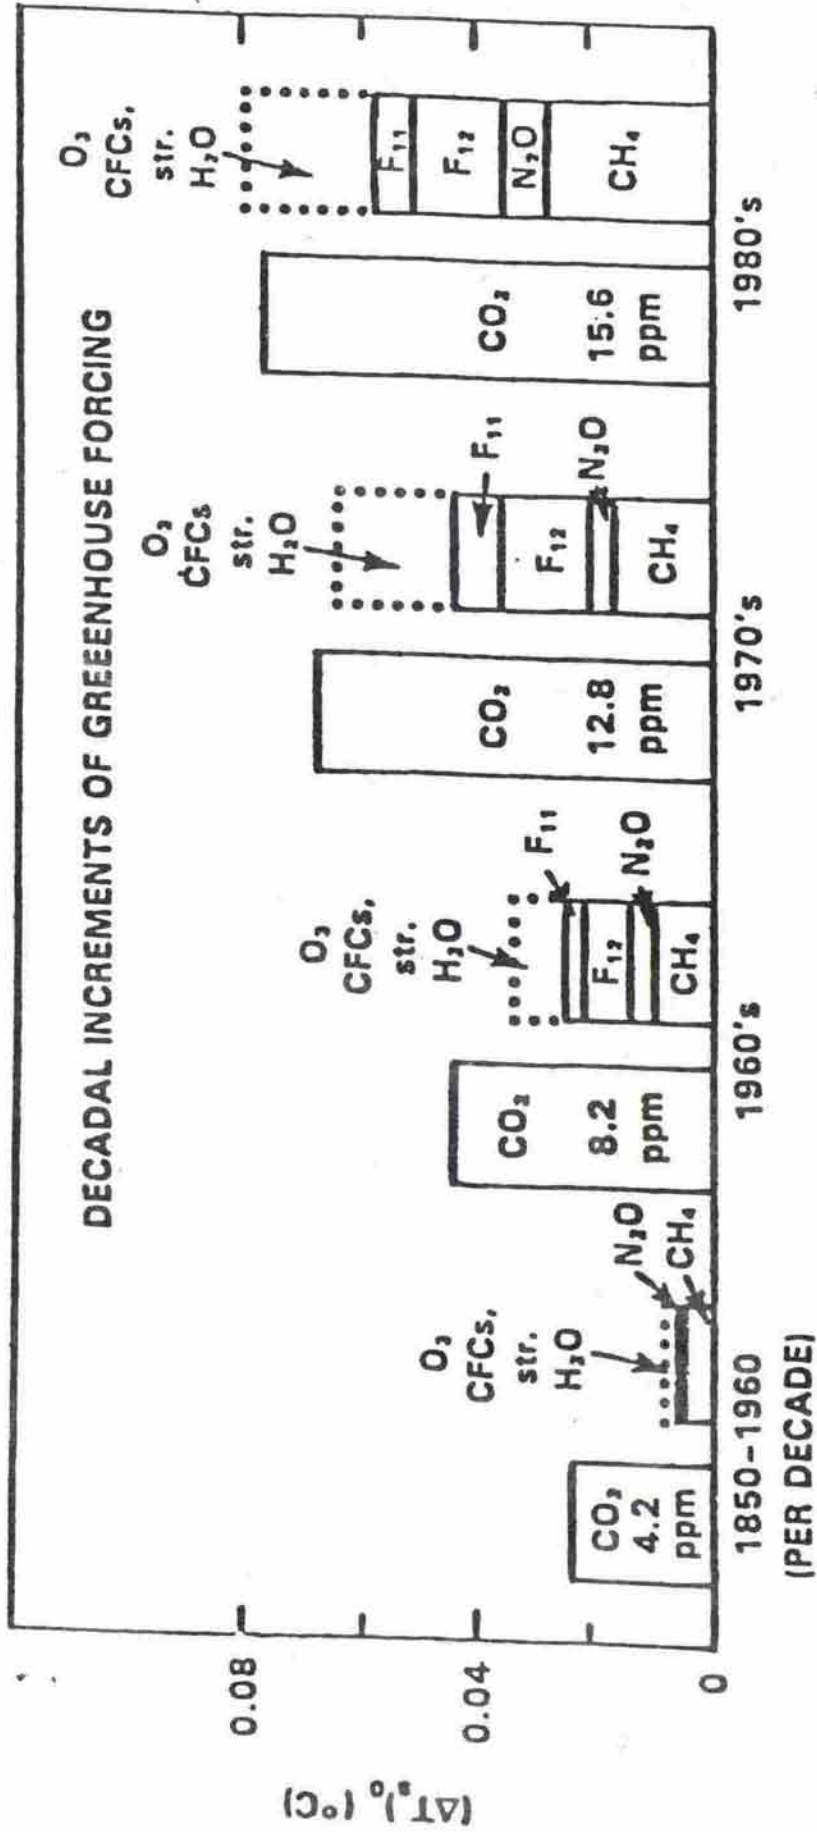 DECADAL INCREMENTS OF GREEENHOUSE FORCING
(ΔTₛ)₀ (°C)
0.08
0.04
0
CO₂
4.2
ppm
O₃
CFCs,
str.
H₂O
N₂O
CH₄
1850-1960
(PER DECADE)
CO₂
8.2
ppm
O₃
CFCs,
str.
H₂O
F₁₁
F₁₂
N₂O
CH₄
1960's
CO₂
12.8
ppm
O₃
CFCs
str.
H₂O
F₁₁
F₁₂
N₂O
CH₄
1970's
CO₂
15.6
ppm
O₃
CFCs,
str.
H₂O
F₁₁
F₁₂
N₂O
CH₄
1980's